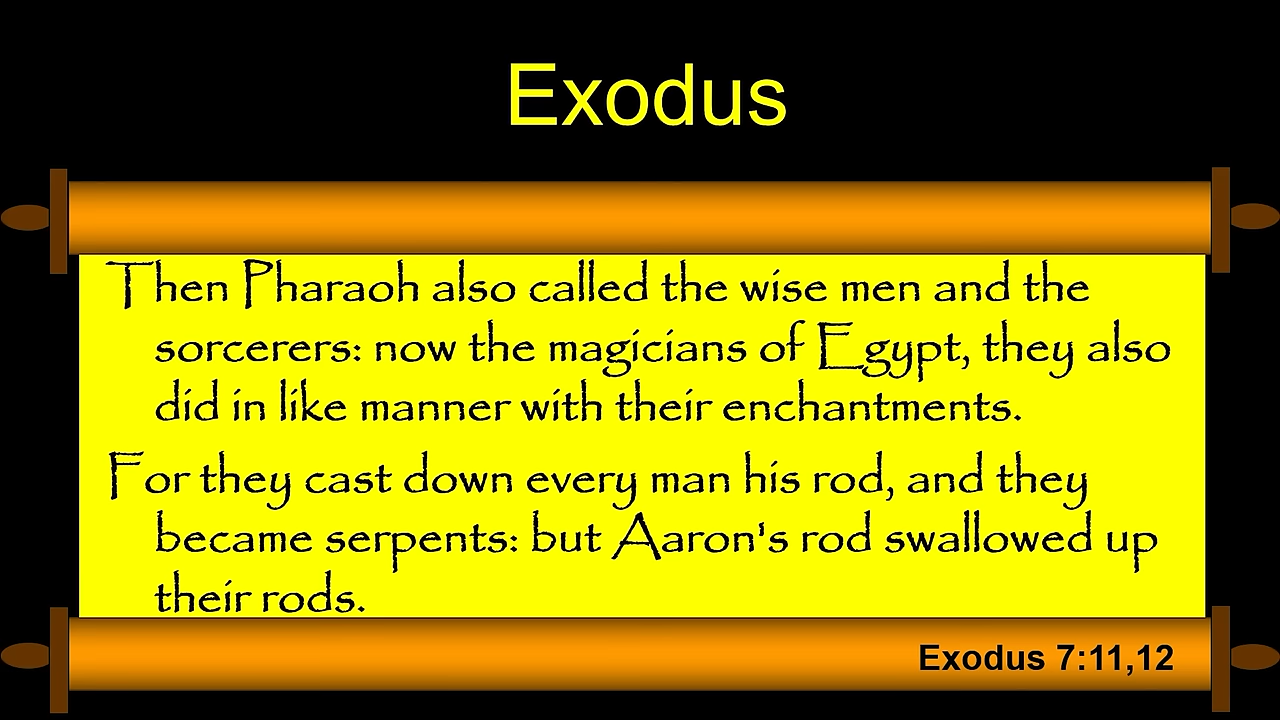 Exodus
Then Pharaoh also called the wise men and the
sorcerers: now the magicians of Egypt, they also
did in like manner with their enchantments.
For they cast down every man his rod, and they
became serpents: but Aaron's rod swallowed up
their rods.
Exodus 7:11,12